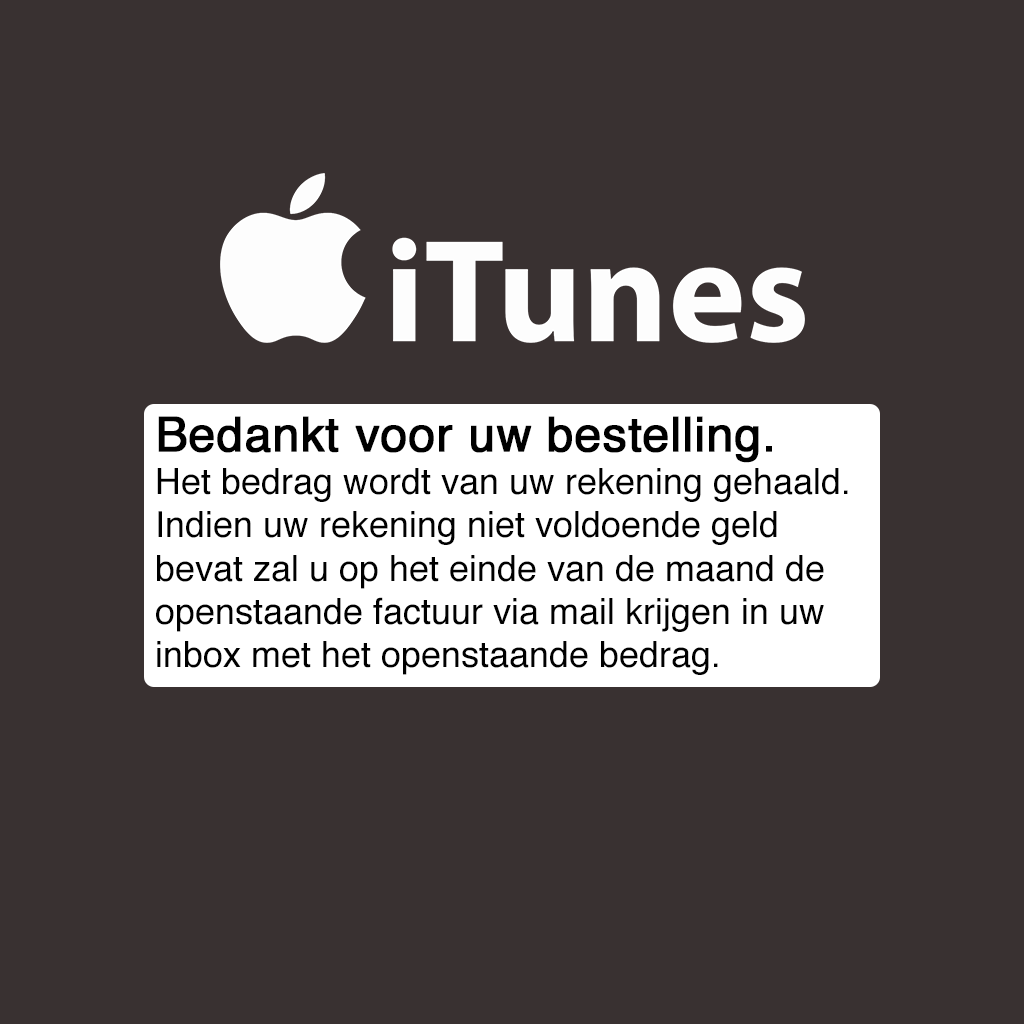 iTunes
Bedankt voor uw bestelling.
Het bedrag wordt van uw rekening gehaald.
Indien uw rekening niet voldoende geld
bevat zal u op het einde van de maand de
openstaande factuur via mail krijgen in uw
inbox met het openstaande bedrag.